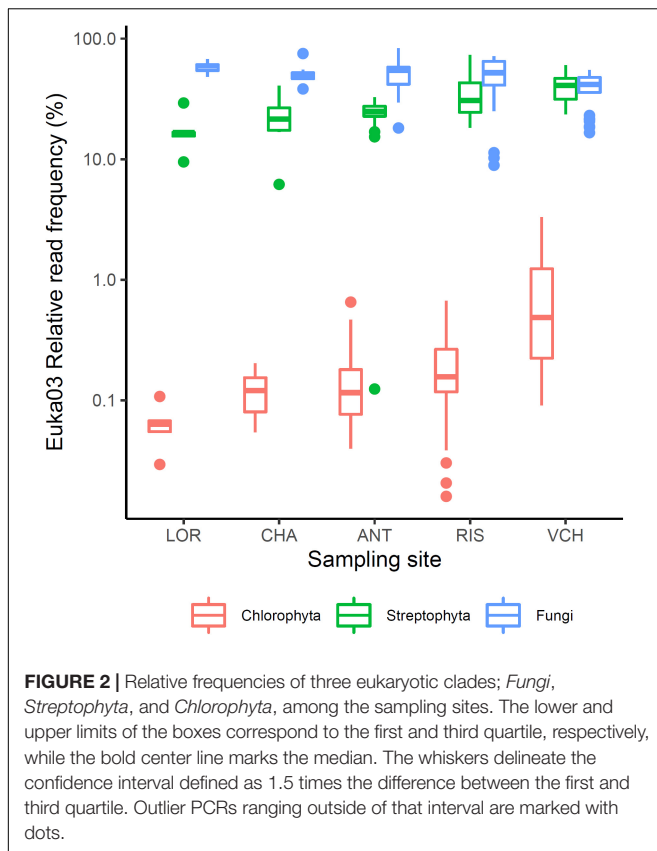 Euka03 Relative read frequency (%)
100.0
10.0
1.0
0.1
LOR CHA ANT RIS VCH
Sampling site
Chlorophyta Streptophyta Fungi
FIGURE 2 | Relative frequencies of three eukaryotic clades; Fungi,
Streptophyta, and Chlorophyta, among the sampling sites. The lower and
upper limits of the boxes correspond to the first and third quartile, respectively,
while the bold center line marks the median. The whiskers delineate the
confidence interval defined as 1.5 times the difference between the first and
third quartile. Outlier PCRs ranging outside of that interval are marked with
dots.